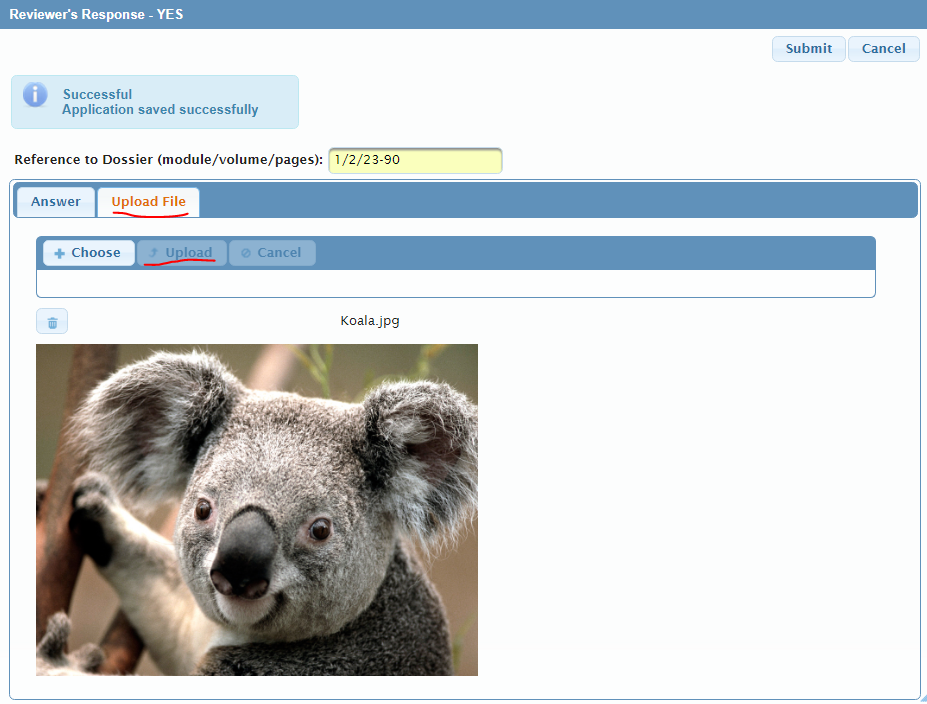 Reviewer's Response - YES
Submit Cancel
Successful
Application saved successfully
Reference to Dossier (module/volume/pages): 1/2/23-90
Answer Upload File
Choose Upload Cancel
Koala.jpg